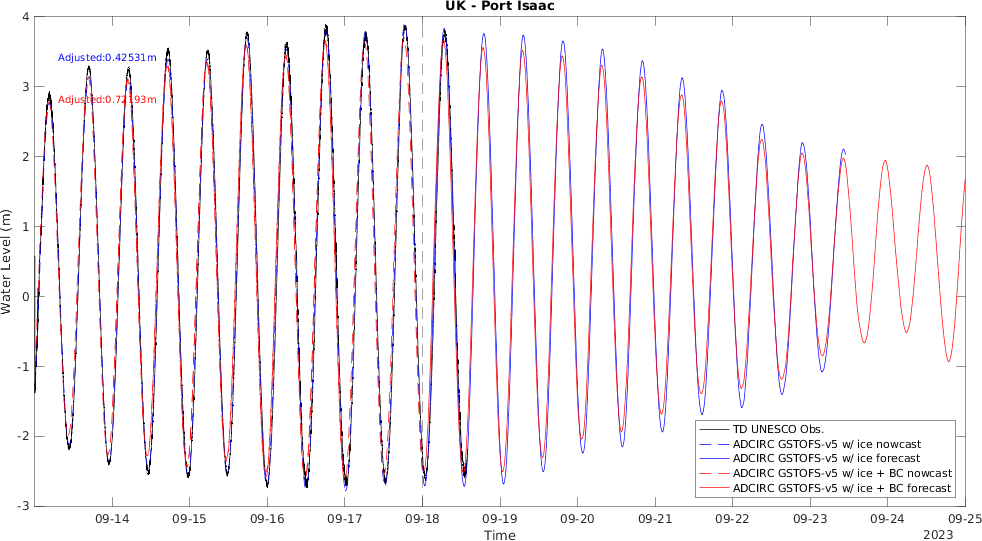 UK - Port Isaac
4
3
2
1
0
-1
-2
-3
Water Level (m)
Adjusted:0.42531m
Adjusted:0.72193m
TD UNESCO Obs.
ADCIRC GSTOFS-v5 w/ ice nowcast
ADCIRC GSTOFS-v5 w/ ice forecast
ADCIRC GSTOFS-v5 w/ ice + BC nowcast
ADCIRC GSTOFS-v5 w/ ice + BC forecast
09-14 09-15 09-16 09-17 09-18 09-19 09-20 09-21 09-22 09-23 09-24 09-25
Time
2023